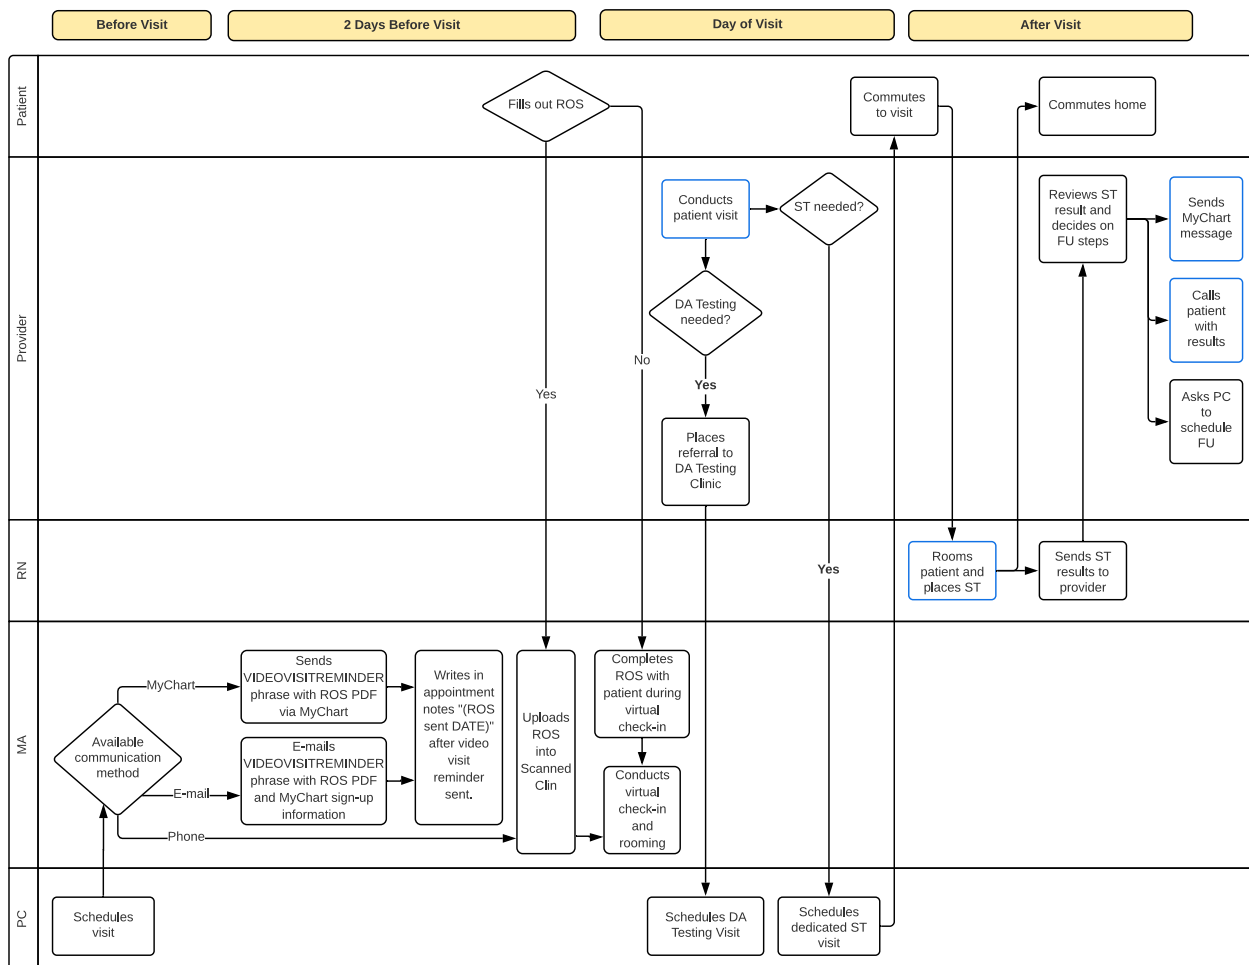 Before Visit
2 Days Before Visit
Day of Visit
After Visit
Patient
Fills out ROS
Commutes
to visit
Commutes home
Provider
Conducts
patient visit
ST needed?
Reviews ST
result and
decides on
FU steps
Sends
MyChart
message
DA Testing
needed?
Calls
patient
with
results
No
Yes
Yes
Asks PC
to
schedule
FU
Places
referral to
DA Testing
Clinic
RN
Yes
Rooms
patient and
places ST
Sends ST
results to
provider
MA
Available
communication
method
MyChart
E-mail
Phone
Sends
VIDEOVISITREMINDER
phrase with ROS PDF
via MyChart
E-mails
VIDEOVISITREMINDER
phrase with ROS PDF
and MyChart sign-up
information
Writes in
appointment
notes "(ROS
sent DATE)"
after video
visit
reminder
sent.
Uploads
ROS
into
Scanned
Clin
Completes
ROS with
patient during
virtual
check-in
Conducts
virtual
check-in
and
rooming
PC
Schedules
visit
Schedules DA
Testing Visit
Schedules
dedicated ST
visit